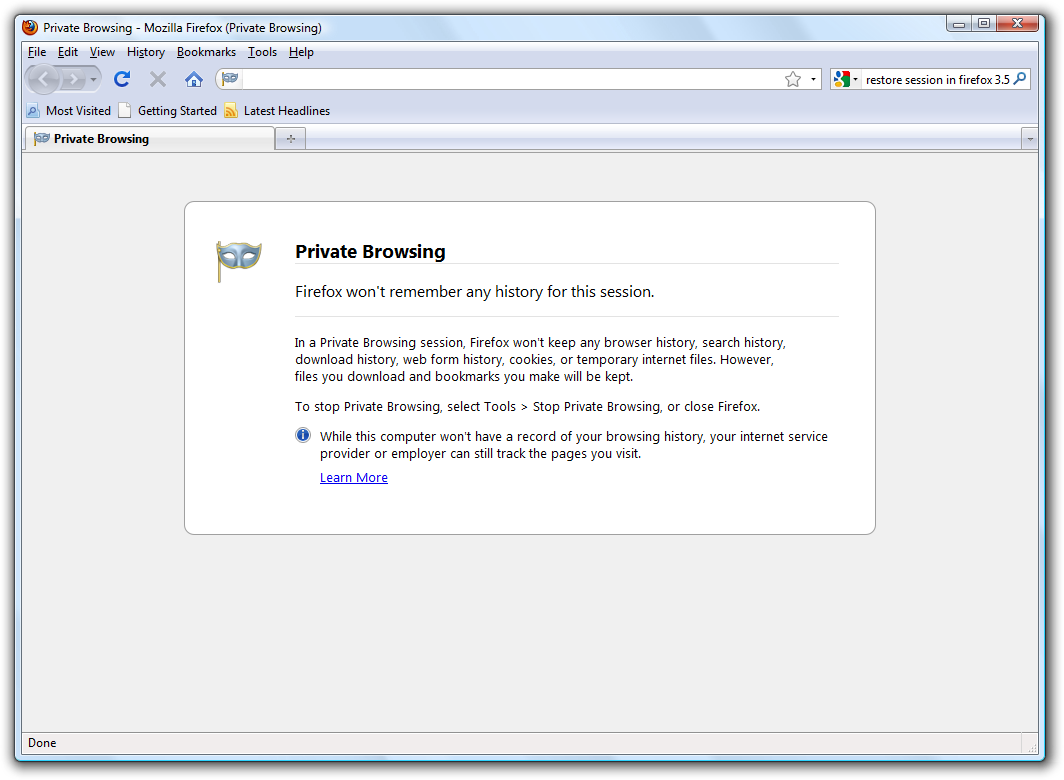 Private Browsing - Mozilla Firefox (Private Browsing)
File Edit View History Bookmarks Tools Help
restore session in firefox 3.5
Most Visited Getting Started Latest Headlines
Private Browsing
Private Browsing
Firefox won't remember any history for this session.
In a Private Browsing session, Firefox won't keep any browser history, search history,
download history, web form history, cookies, or temporary internet files. However,
files you download and bookmarks you make will be kept.
To stop Private Browsing, select Tools > Stop Private Browsing, or close Firefox.
While this computer won't have a record of your browsing history, your internet service
provider or employer can still track the pages you visit.
Learn More
Done